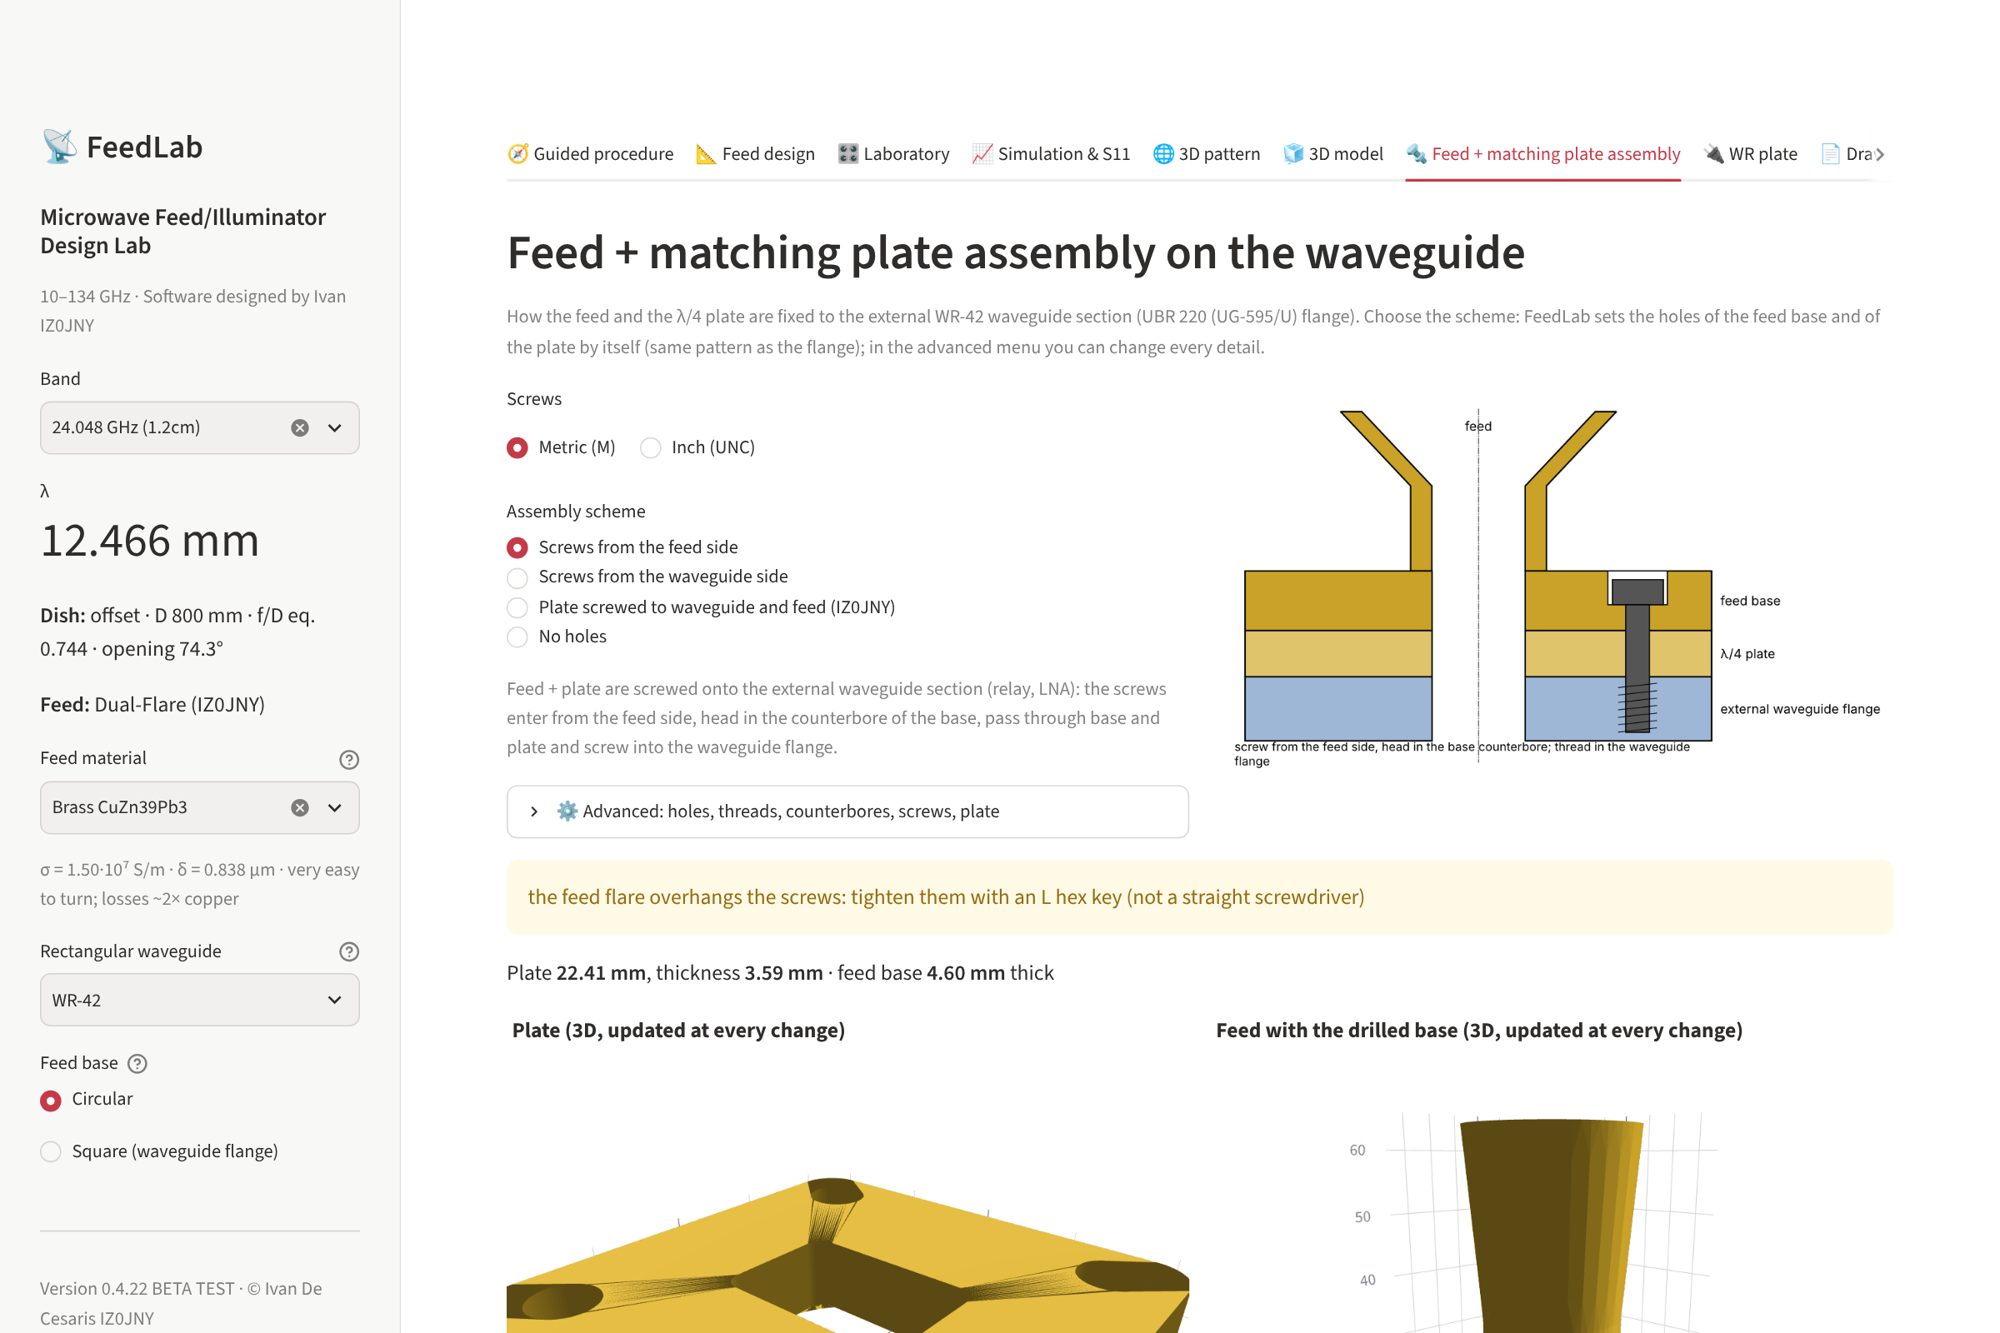 FeedLab
Microwave Feed/Illuminator
Design Lab
10–134 GHz · Software designed by Ivan
IZ0JNY
Band
24.048 GHz (1.2cm)
λ
12.466 mm
Dish: offset · D 800 mm · f/D eq.
0.744 · opening 74.3°
Feed: Dual-Flare (IZ0JNY)
Feed material
Brass CuZn39Pb3
σ = 1.50·10⁷ S/m · δ = 0.838 µm · very easy
to turn; losses ~2× copper
Rectangular waveguide
WR-42
Feed base
Circular
Square (waveguide flange)
Version 0.4.22 BETA TEST · © Ivan De
Cesaris IZ0JNY
Guided procedure
Feed design
Laboratory
Simulation & S11
3D pattern
3D model
Feed + matching plate assembly
WR plate
Feed + matching plate assembly on the waveguide
How the feed and the λ/4 plate are fixed to the external WR-42 waveguide section (UBR 220 (UG-595/U) flange). Choose the scheme: FeedLab sets the holes of the feed base and of
the plate by itself (same pattern as the flange); in the advanced menu you can change every detail.
Screws
Metric (M)
Inch (UNC)
Assembly scheme
Screws from the feed side
Screws from the waveguide side
Plate screwed to waveguide and feed (IZ0JNY)
No holes
Feed + plate are screwed onto the external waveguide section (relay, LNA): the screws
enter from the feed side, head in the counterbore of the base, pass through base and
plate and screw into the waveguide flange.
feed
feed base
λ/4 plate
external waveguide flange
screw from the feed side, head in the base counterbore; thread in the waveguide
flange
Advanced: holes, threads, counterbores, screws, plate
the feed flare overhangs the screws: tighten them with an L hex key (not a straight screwdriver)
Plate 22.41 mm, thickness 3.59 mm · feed base 4.60 mm thick
Plate (3D, updated at every change)
Feed with the drilled base (3D, updated at every change)
60
50
40